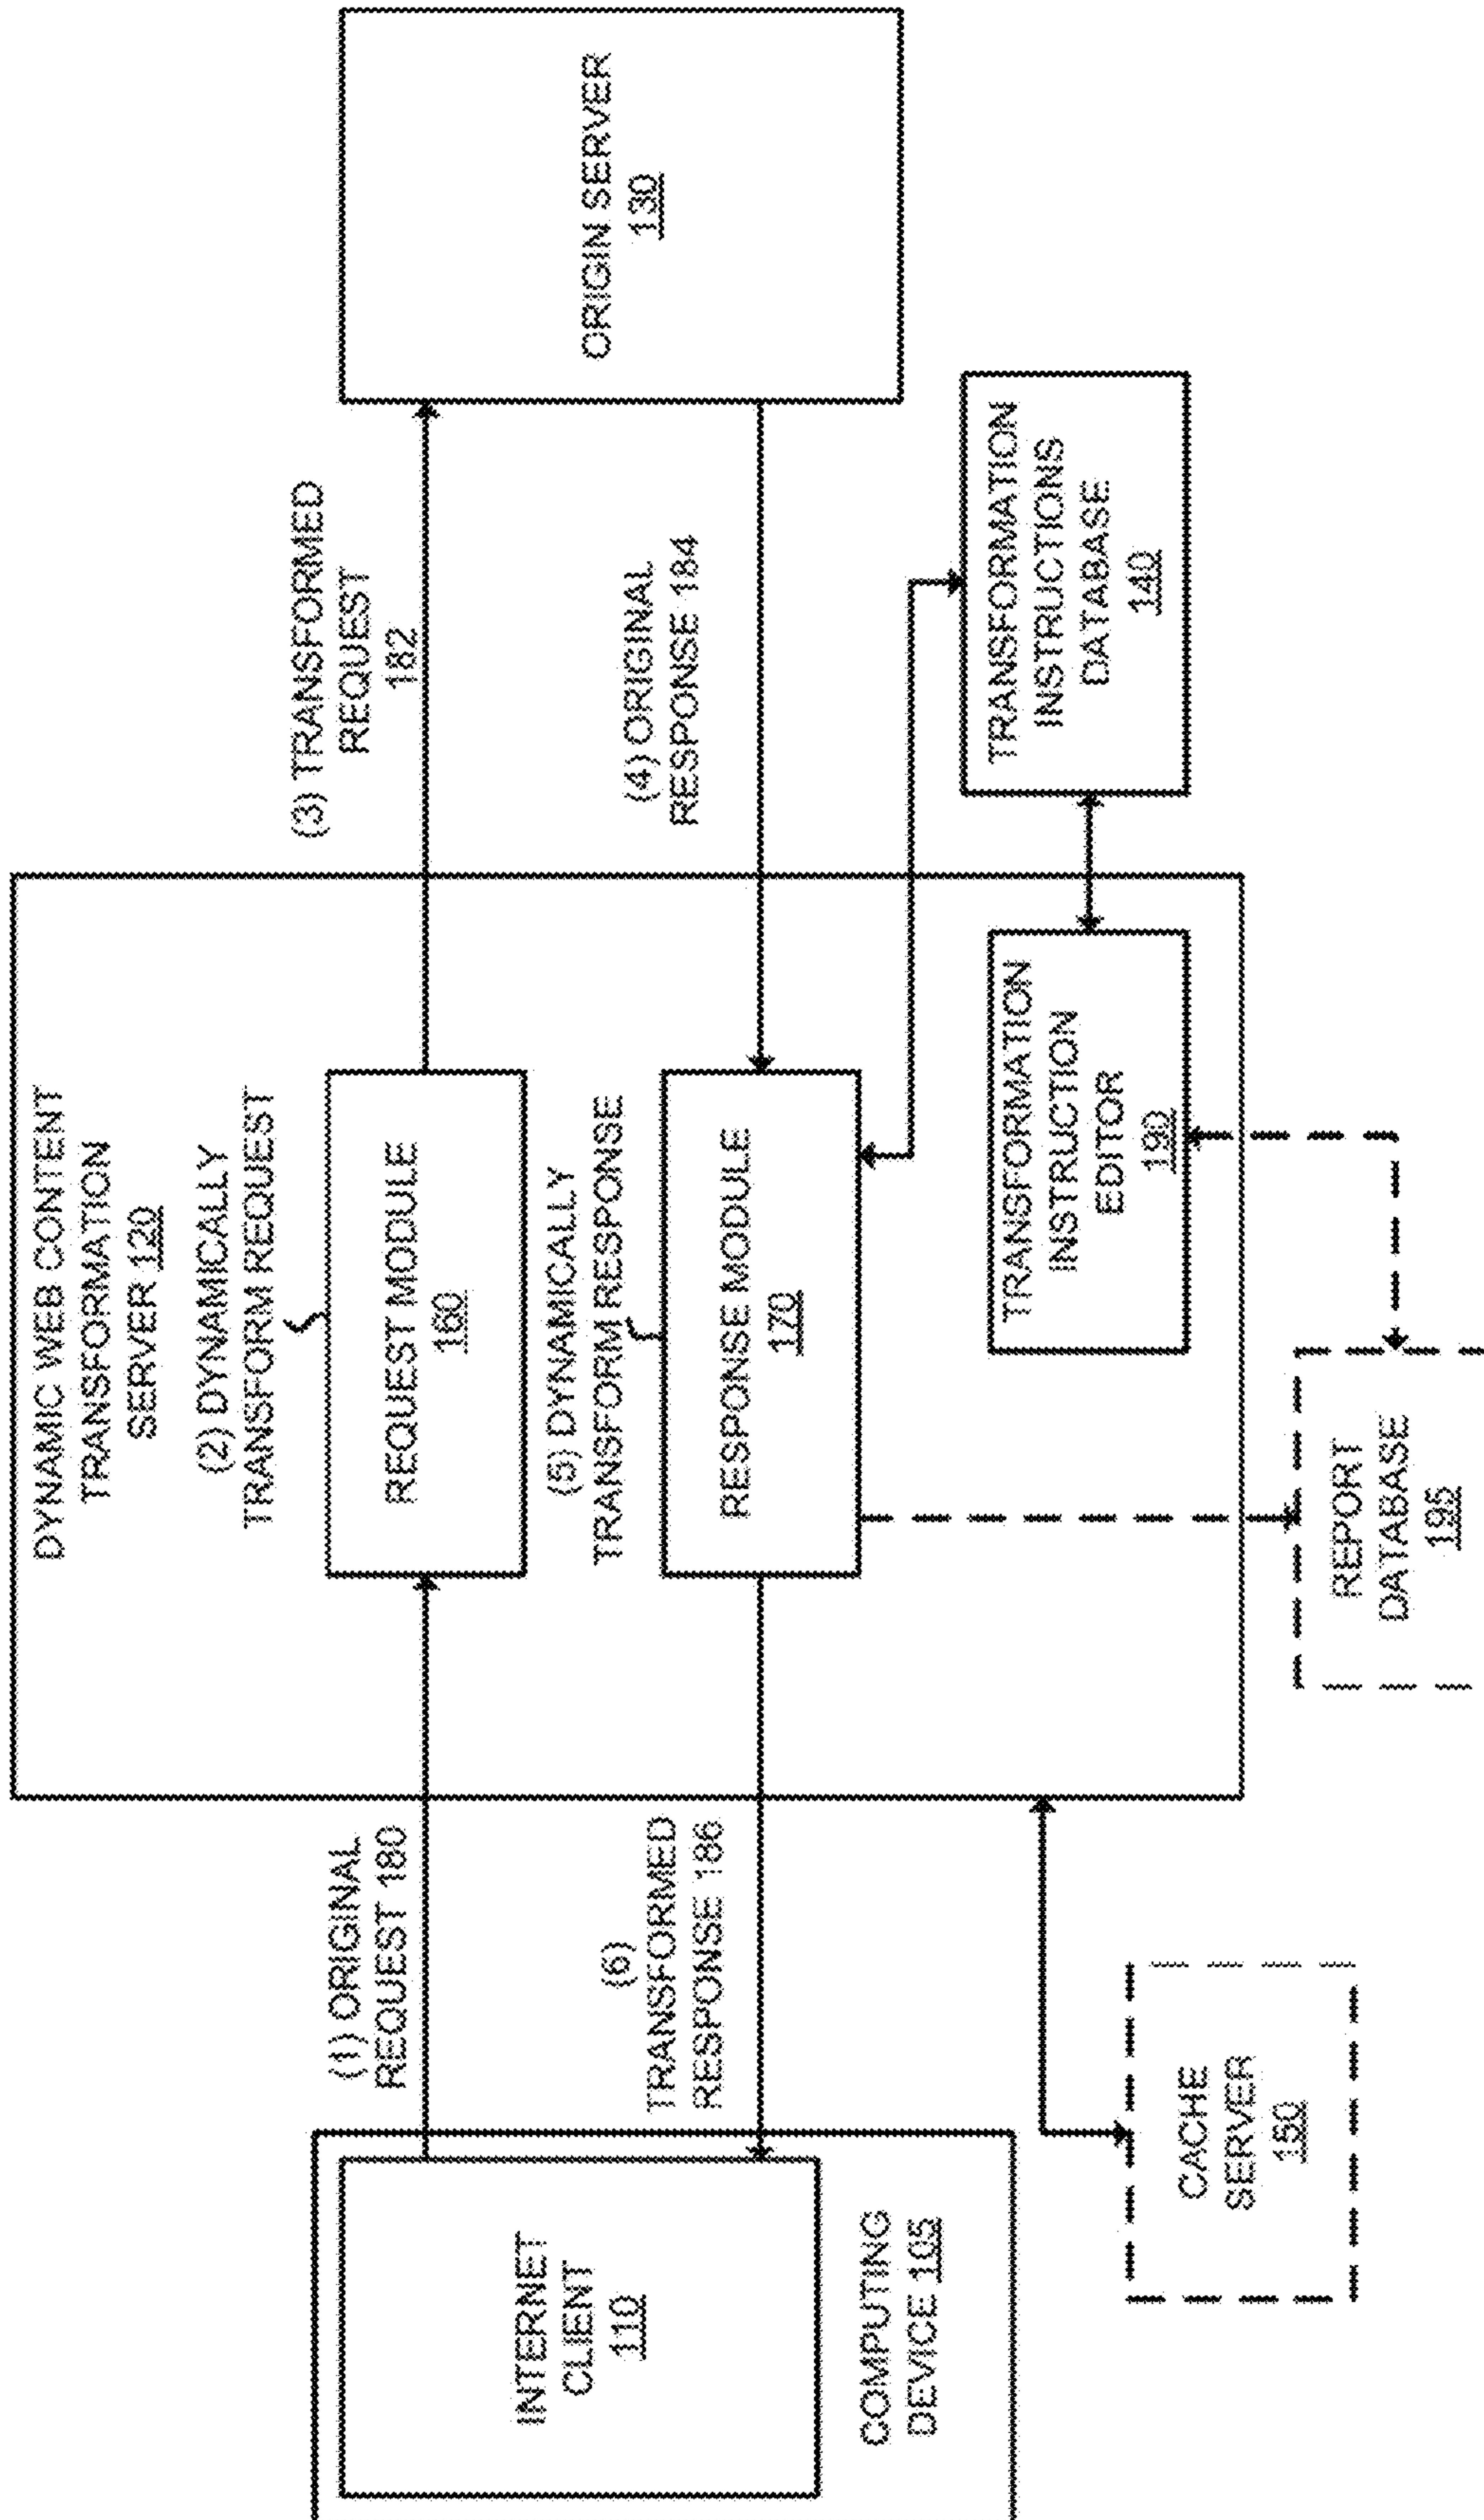 DYNAMIC WEB CONTENT
TRANSFORMATION
SERVER 120
(2) DYNAMICALLY
TRANSFORM REQUEST
REQUEST MODULE
160
(5) DYNAMICALLY
TRANSFORM RESPONSE
RESPONSE MODULE
170
TRANSFORMATION
INSTRUCTION
EDITOR
190
(1) ORIGINAL
REQUEST 180
(6)
TRANSFORMED
RESPONSE 186
INTERNET
CLIENT
110
COMPUTING
DEVICE 105
CACHE
SERVER
150
REPORT
DATABASE
195
(3) TRANSFORMED
REQUEST
182
(4) ORIGINAL
RESPONSE 184
ORIGIN SERVER
130
TRANSFORMATION
INSTRUCTIONS
DATABASE
140